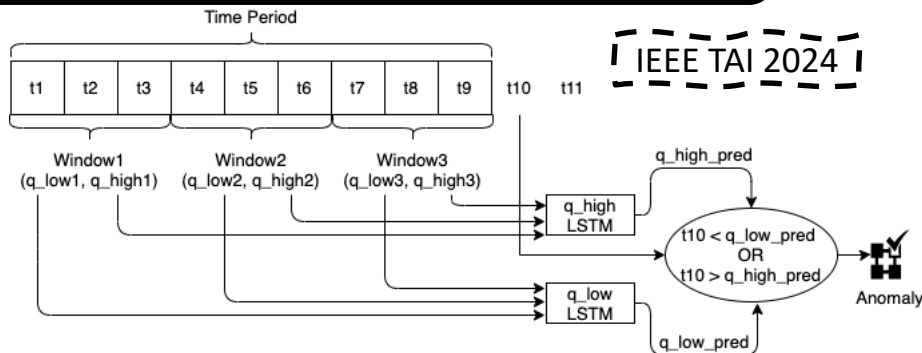 Time Period
IEEE TAI 2024
t1 t2 t3 t4 t5 t6 t7 t8 t9 t10 t11
Window1 Window2 Window3
(q_low1, q_high1) (q_low2, q_high2) (q_low3, q_high3)
q_high_pred
q_high
LSTM
t10 < q_low_pred
OR
t10 > q_high_pred
Anomaly
q_low
LSTM
q_low_pred